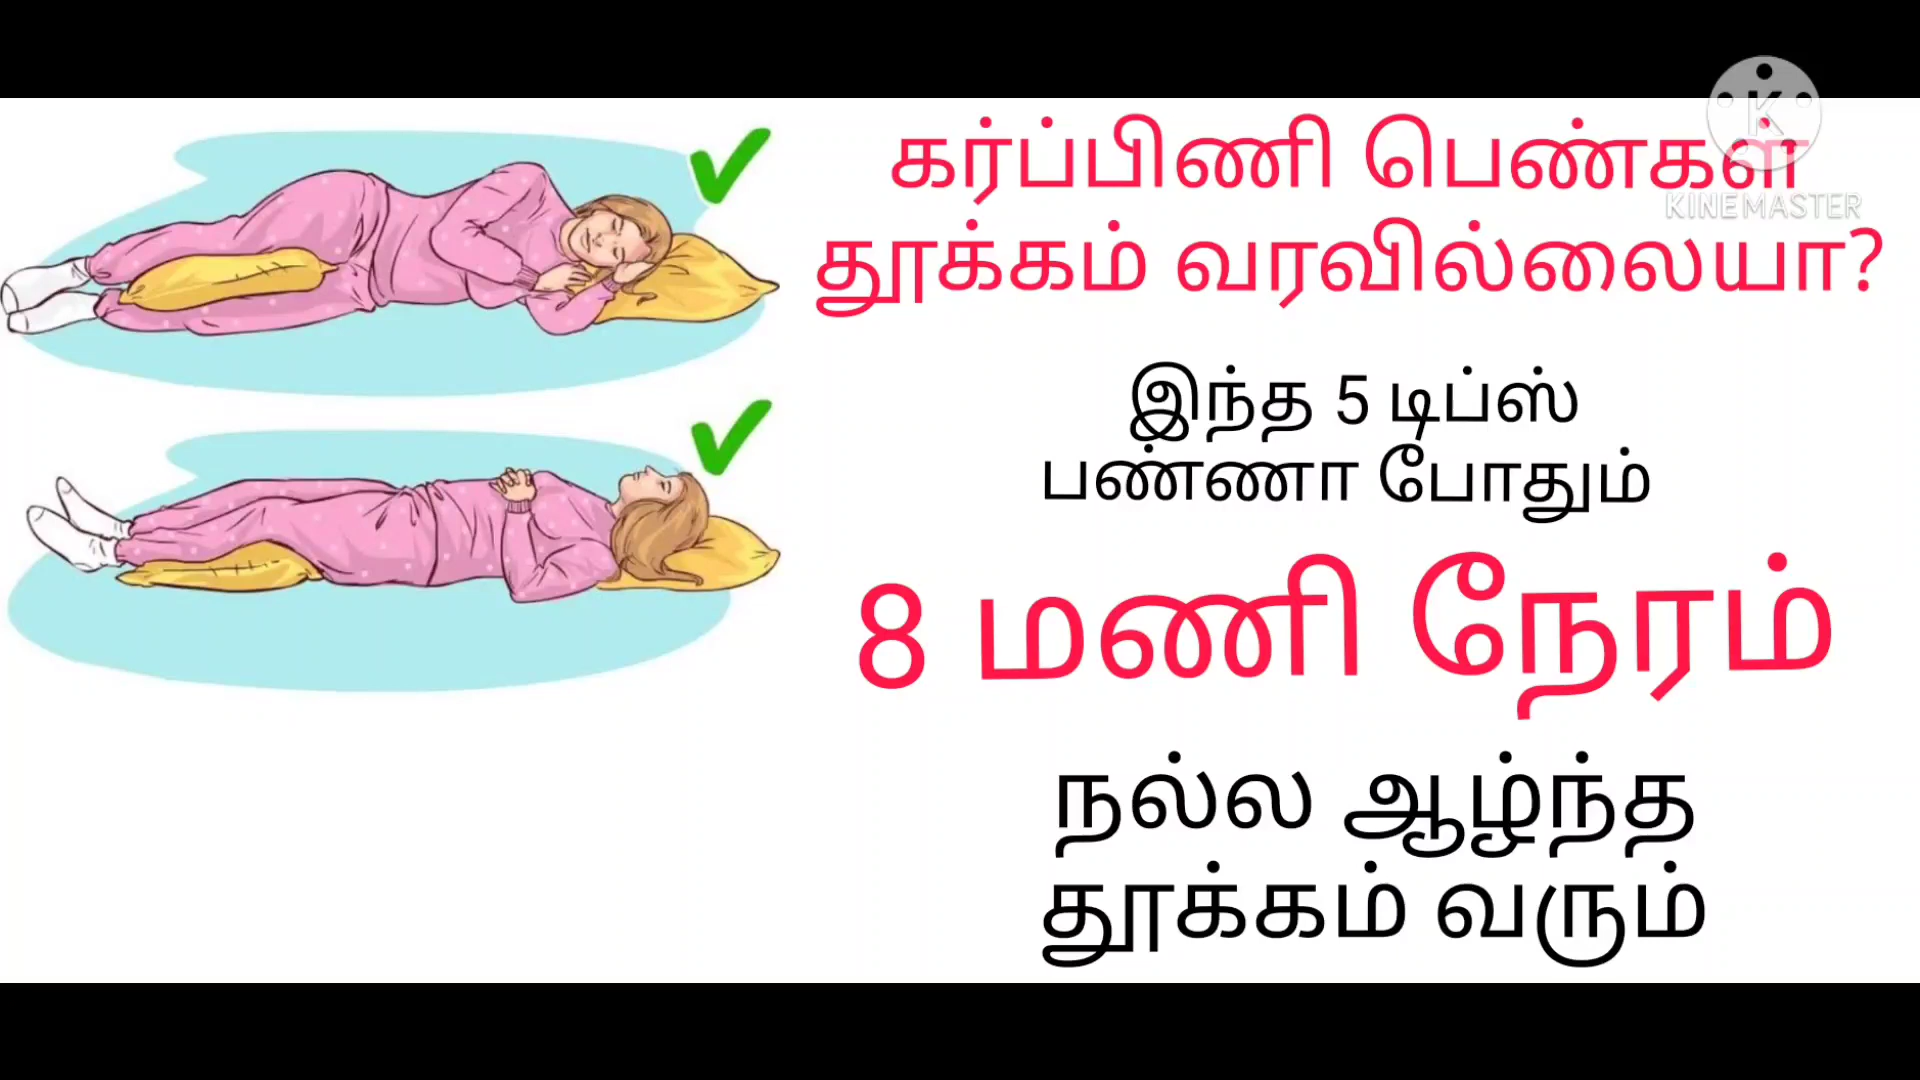 கர்ப்பிணி பெண்கள்
தூக்கம் வரவில்லையா?
இந்த 5 டிப்ஸ்
பண்ணா போதும்
8 மணி நேரம்
நல்ல ஆழ்ந்த
தூக்கம் வரும்
K
KINEMASTER